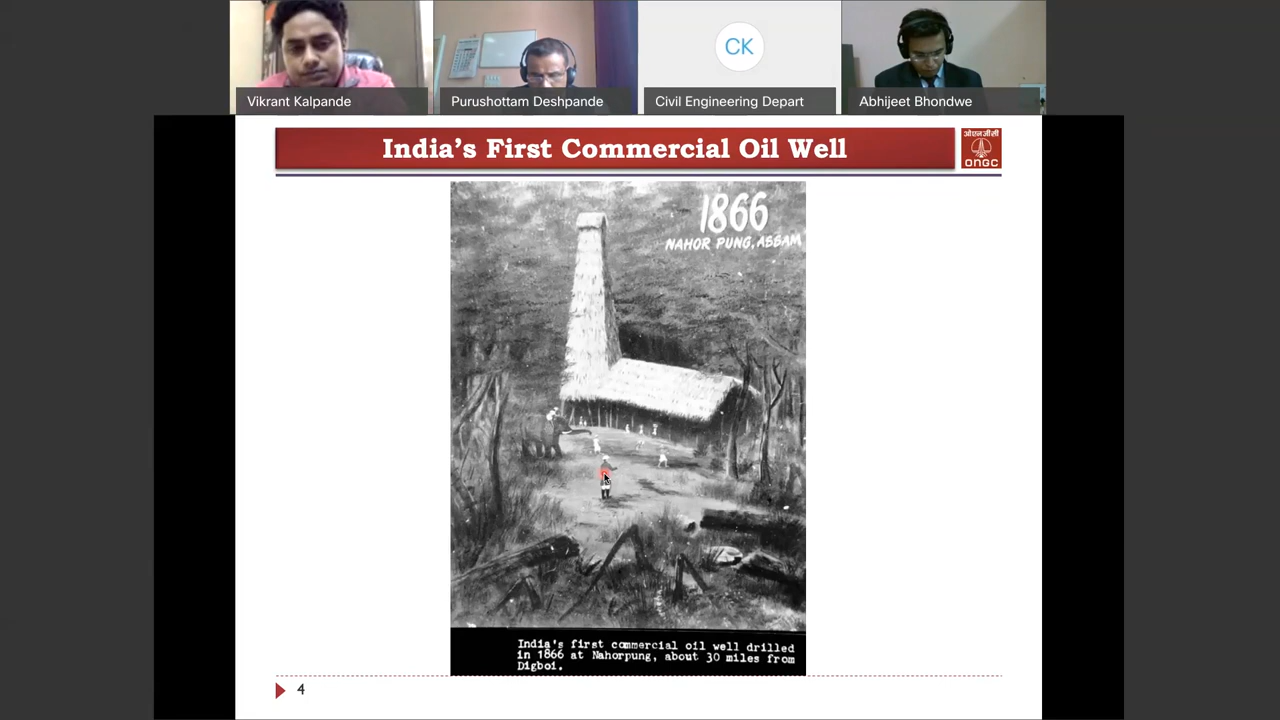 CK
Vikrant Kalpande
Purushottam Deshpande
Civil Engineering Depart
Abhijeet Bhondwe
India's First Commercial Oil Well
ओएनजीसी
ONGC
1866
NAHOR PUNG, ASSAM
India's first commercial oil well drilled
in 1866 at Nahorpung, about 30 miles from
Digboi.
4